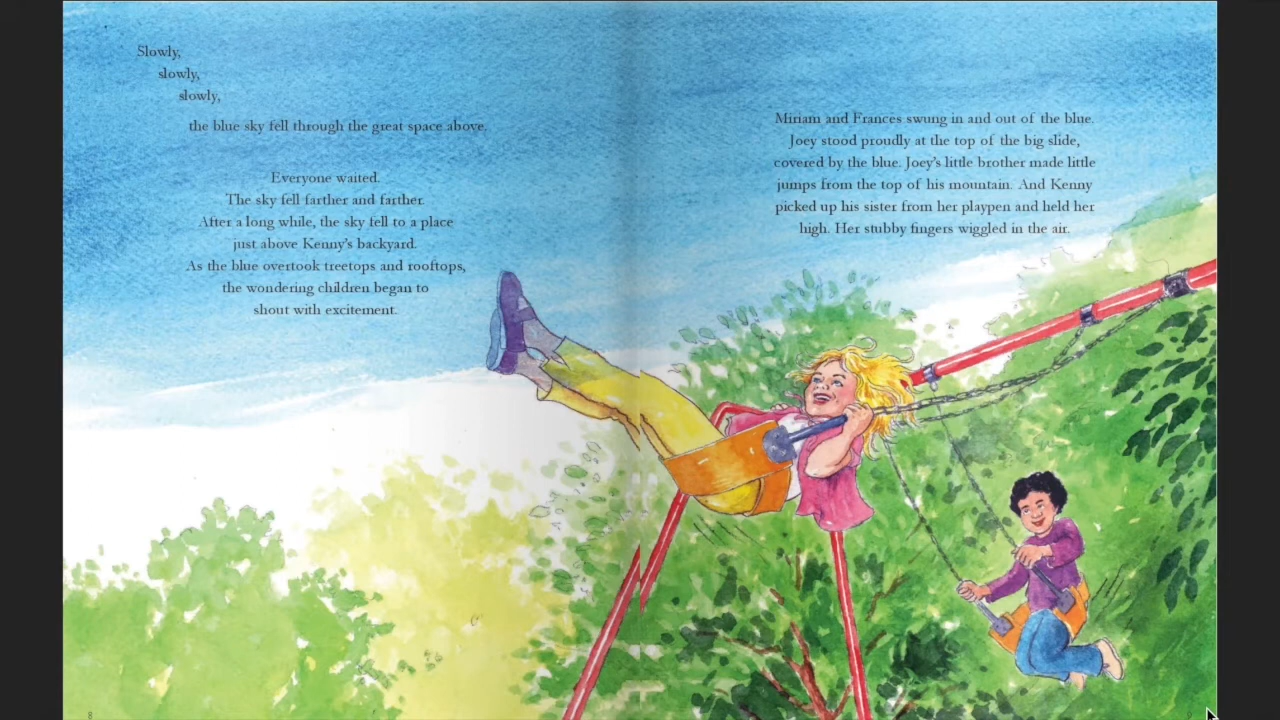 Slowly,
slowly,
slowly,
the blue sky fell through the great space above.
Everyone waited.
The sky fell farther and farther.
After a long while, the sky fell to a place
just above Kenny's backyard.
As the blue overtook treetops and rooftops,
the wondering children began to
shout with excitement.
8
Miriam and Frances swung in and out of the blue.
Joey stood proudly at the top of the big slide,
covered by the blue. Joey's little brother made little
jumps from the top of his mountain. And Kenny
picked up his sister from her playpen and held her
high. Her stubby fingers wiggled in the air.